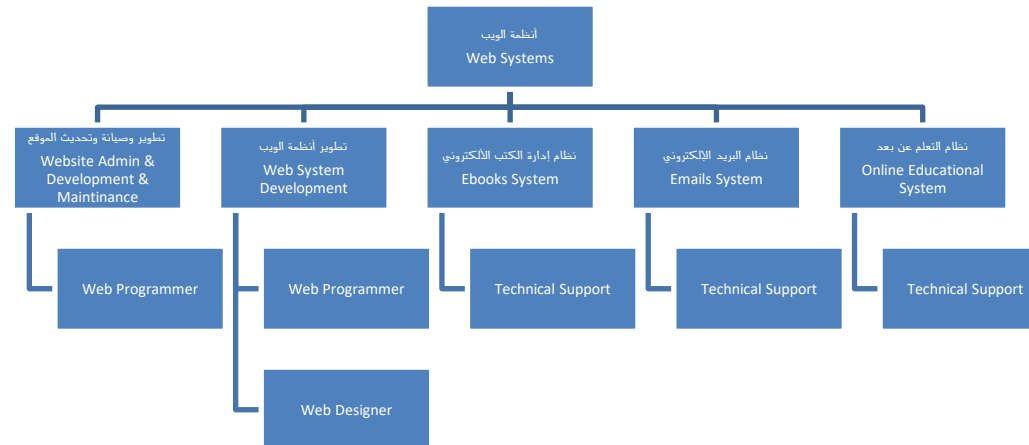 أنظمة الويب
Web Systems
تطوير وصيانة وتحديث الموقع
Website Admin &
Development &
Maintinance
تطوير أنظمة الويب
Web System
Development
نظام إدارة الكتب الألكتروني
Ebooks System
نظام البريد الإلكتروني
Emails System
نظام التعلم عن بعد
Online Educational
System
Web Programmer
Web Programmer
Technical Support
Technical Support
Technical Support
Web Designer